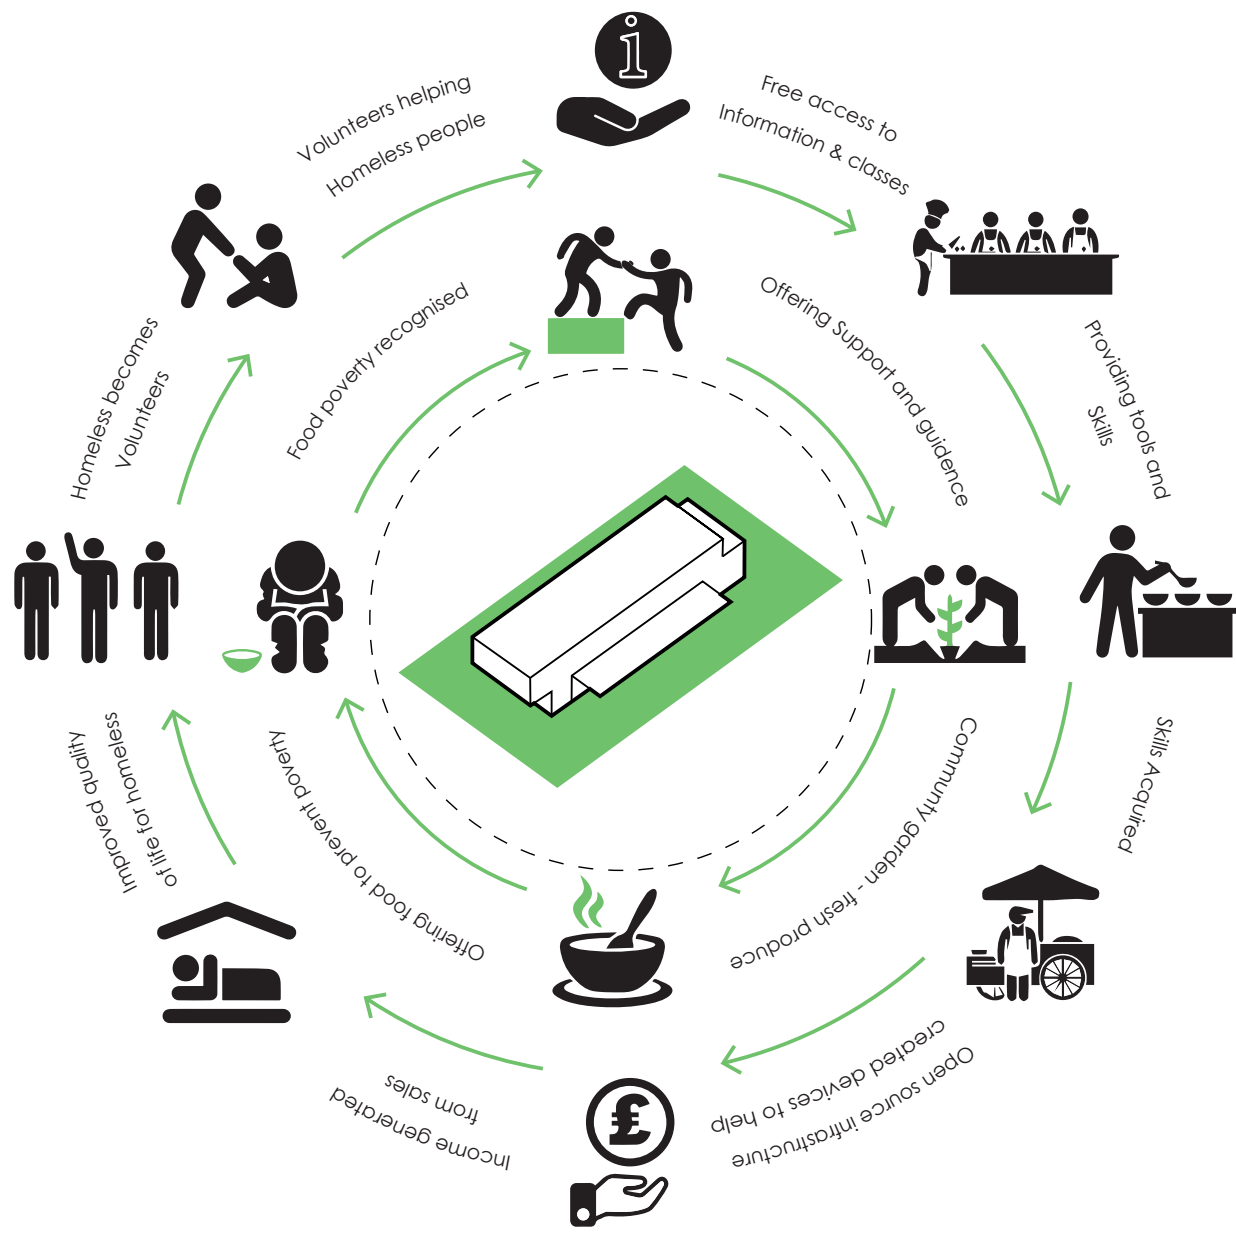 Volunteers helping
Homeless people
Free access to
Information & classes
Providing tools and
Skills
Skills Acquired
Open source infrastructure
created devices to help
Income generated
from sales
Improved quality
of life for homeless
Homeless becomes
Volunteers
Food poverty recognised
Offering Support and guidence
Community garden - fresh produce
Offering food to prevent poverty
i
£